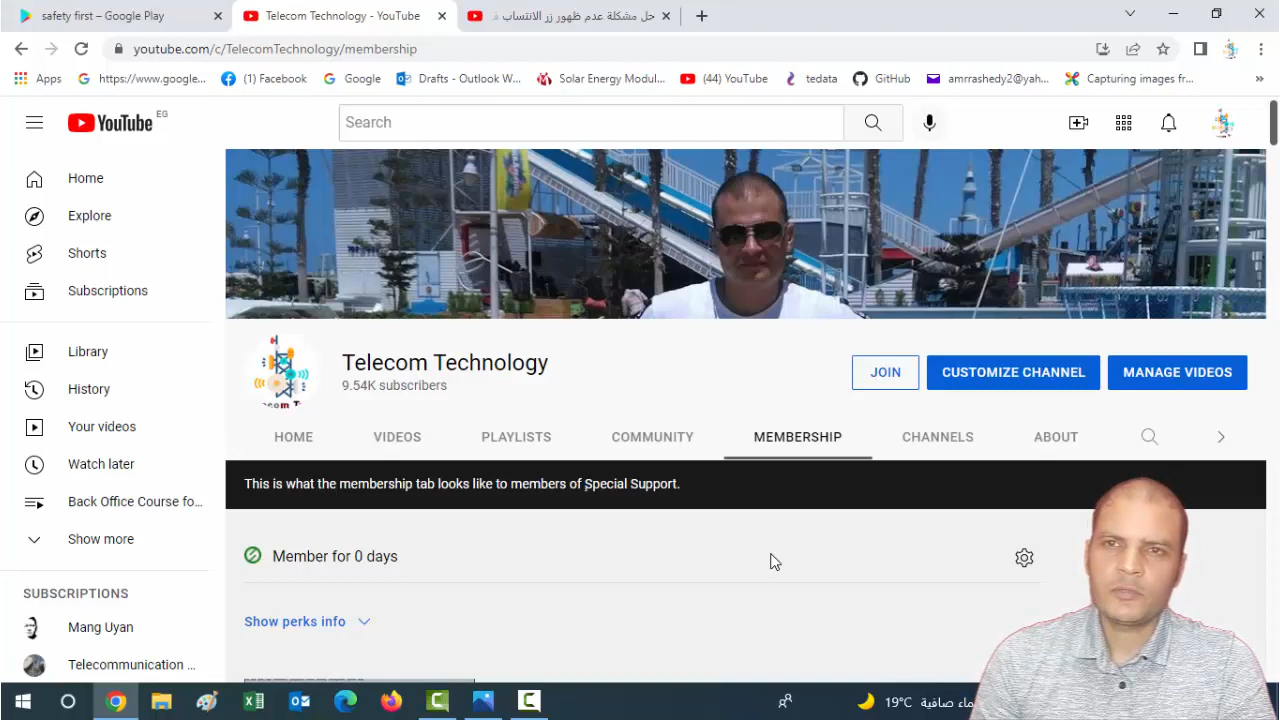 safety first – Google Play
Telecom Technology - YouTube
حل مشكلة عدم ظهور زر الانتساب ف
youtube.com/c/TelecomTechnology/membership
Apps
https://www.google...
(1) Facebook
Google
Drafts - Outlook W...
Solar Energy Modul...
(44) YouTube
tedata
GitHub
amrrashedy2@yah...
Capturing images fr...
YouTube EG
Search
Home
Explore
Shorts
Subscriptions
Library
History
Your videos
Watch later
Back Office Course fo...
Show more
SUBSCRIPTIONS
Mang Uyan
Telecommunication ...
Telecom Technology
9.54K subscribers
JOIN
CUSTOMIZE CHANNEL
MANAGE VIDEOS
HOME
VIDEOS
PLAYLISTS
COMMUNITY
MEMBERSHIP
CHANNELS
ABOUT
This is what the membership tab looks like to members of Special Support.
Member for 0 days
Show perks info
19°C
ماء صافية